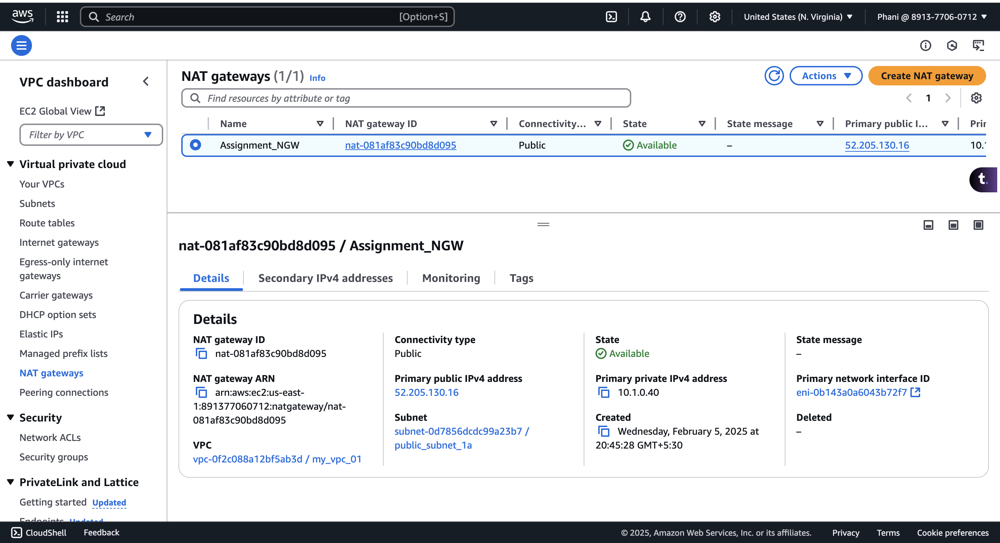 aws
Search [Option+S]
United States (N. Virginia)
Phani @ 8913-7706-0712
VPC dashboard
EC2 Global View
Filter by VPC
Virtual private cloud
Your VPCs
Subnets
Route tables
Internet gateways
Egress-only internet
gateways
Carrier gateways
DHCP option sets
Elastic IPs
Managed prefix lists
NAT gateways
Peering connections
Security
Network ACLs
Security groups
PrivateLink and Lattice
Getting started Updated
Endpoints Updated
NAT gateways (1/1) Info
Actions
Create NAT gateway
Find resources by attribute or tag
1
Name NAT gateway ID Connectivity... State State message Primary public I... Prir
Assignment_NGW nat-081af83c90bd8d095 Public Available – 52.205.130.16 10.1
t.
nat-081af83c90bd8d095 / Assignment_NGW
Details Secondary IPv4 addresses Monitoring Tags
Details
NAT gateway ID
nat-081af83c90bd8d095
NAT gateway ARN
arn:aws:ec2:us-east-
1:891377060712:natgateway/nat-
081af83c90bd8d095
VPC
vpc-0f2c088a12bf5ab3d / my_vpc_01
Connectivity type
Public
Primary public IPv4 address
52.205.130.16
Subnet
subnet-0d7856dcdc99a23b7 /
public_subnet_1a
State
Available
Primary private IPv4 address
10.1.0.40
Created
Wednesday, February 5, 2025 at
20:45:28 GMT+5:30
State message
–
Primary network interface ID
eni-0b143a0a6043b72f7
Deleted
–
CloudShell Feedback
© 2025, Amazon Web Services, Inc. or its affiliates. Privacy Terms Cookie preferences